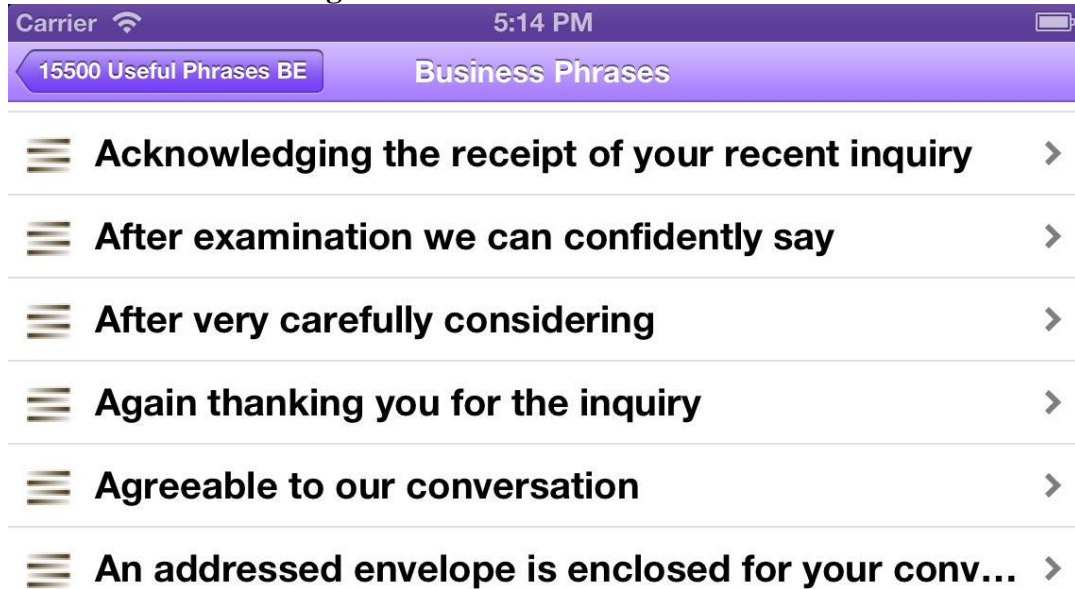 Carrier 5:14 PM
15500 Useful Phrases BE Business Phrases
Acknowledging the receipt of your recent inquiry
After examination we can confidently say
After very carefully considering
Again thanking you for the inquiry
Agreeable to our conversation
An addressed envelope is enclosed for your conv...